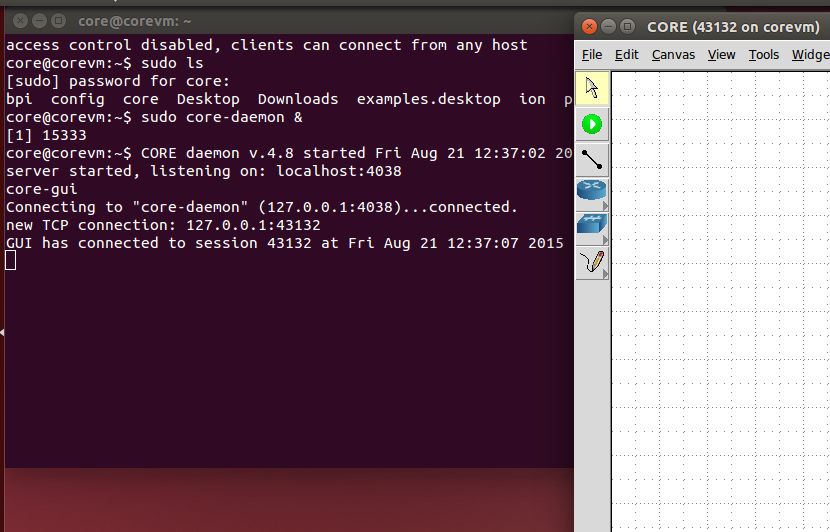 core@corevm: ~
access control disabled, clients can connect from any host
core@corevm:~$ sudo ls
[sudo] password for core:
bpi config core Desktop Downloads examples.desktop ion p
core@corevm:~$ sudo core-daemon &
[1] 15333
core@corevm:~$ CORE daemon v.4.8 started Fri Aug 21 12:37:02 20
server started, listening on: localhost:4038
core-gui
Connecting to "core-daemon" (127.0.0.1:4038)...connected.
new TCP connection: 127.0.0.1:43132
GUI has connected to session 43132 at Fri Aug 21 12:37:07 2015
CORE (43132 on corevm)
File Edit Canvas View Tools Widge